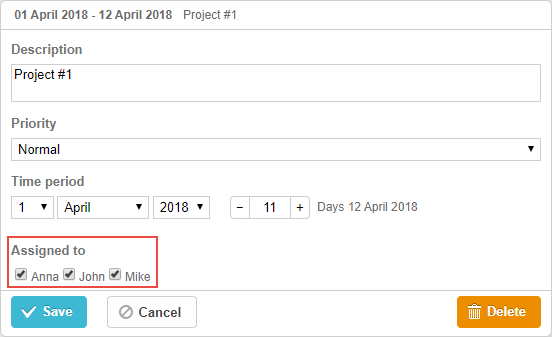 01 April 2018 - 12 April 2018 Project #1
Description
Project #1
Priority
Normal
Time period
1 April 2018 − 11 + Days 12 April 2018
Assigned to
Anna John Mike
Save Cancel Delete